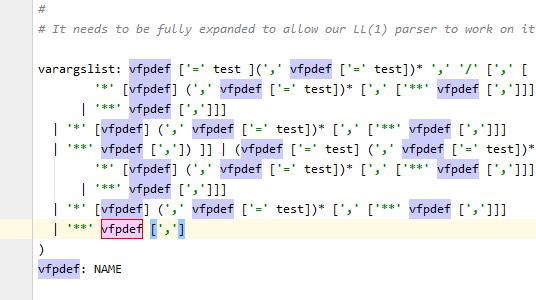 #
# It needs to be fully expanded to allow our LL(1) parser to work on it
varargslist: vfpdef ['=' test ](',' vfpdef ['=' test])* ',' '/' [',' [
'*' [vfpdef] (',' vfpdef ['=' test])* [',' ['**' vfpdef [',']]]
| '**' vfpdef [',']]]
| '*' [vfpdef] (',' vfpdef ['=' test])* [',' ['**' vfpdef [',']]]
| '**' vfpdef [',']) ]] | (vfpdef ['=' test] (',' vfpdef ['=' test])*
'*' [vfpdef] (',' vfpdef ['=' test])* [',' ['**' vfpdef [',']]]
| '**' vfpdef [',']]]
| '*' [vfpdef] (',' vfpdef ['=' test])* [',' ['**' vfpdef [',']]]
| '**' vfpdef [',']
)
vfpdef: NAME